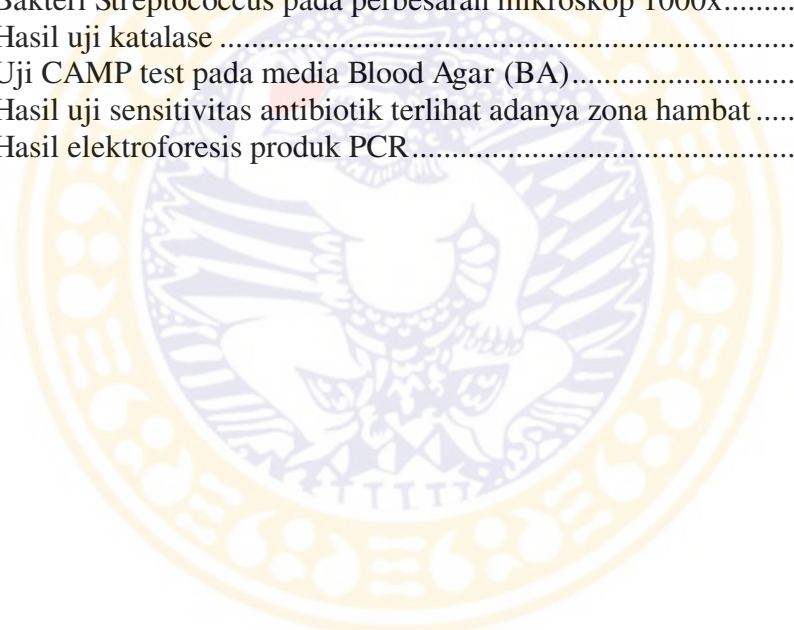 Bakteri Streptococcus pada perbesaran mikroskop 1000x.........
Hasil uji katalase ........................................................................
Uji CAMP test pada media Blood Agar (BA)............................
Hasil uji sensitivitas antibiotik terlihat adanya zona hambat .....
Hasil elektroforesis produk PCR................................................